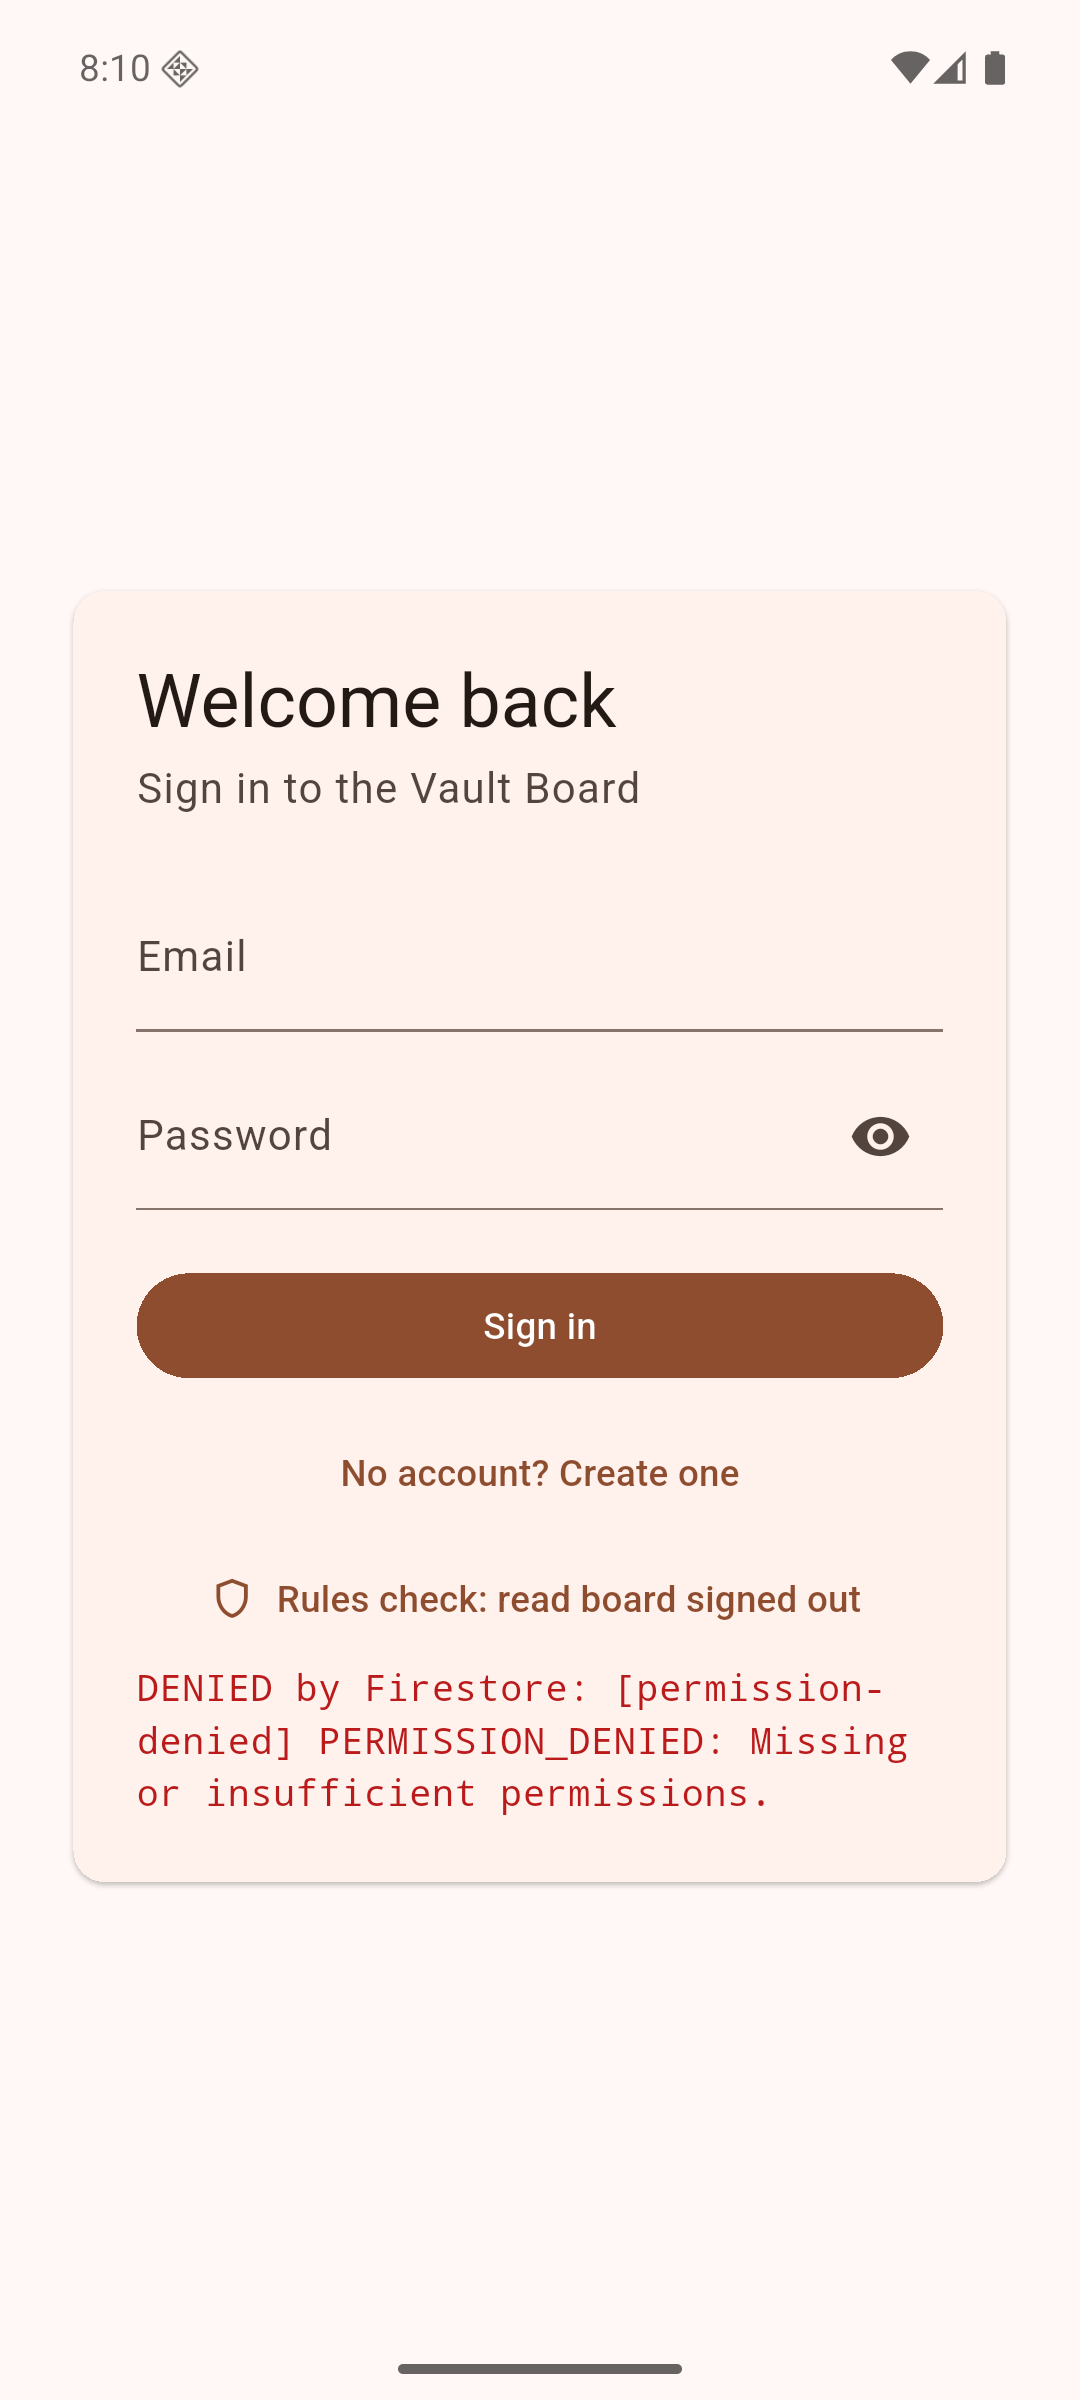 8:10
Welcome back
Sign in to the Vault Board
Email
Password
Sign in
No account? Create one
Rules check: read board signed out
DENIED by Firestore: [permission-
denied] PERMISSION_DENIED: Missing
or insufficient permissions.